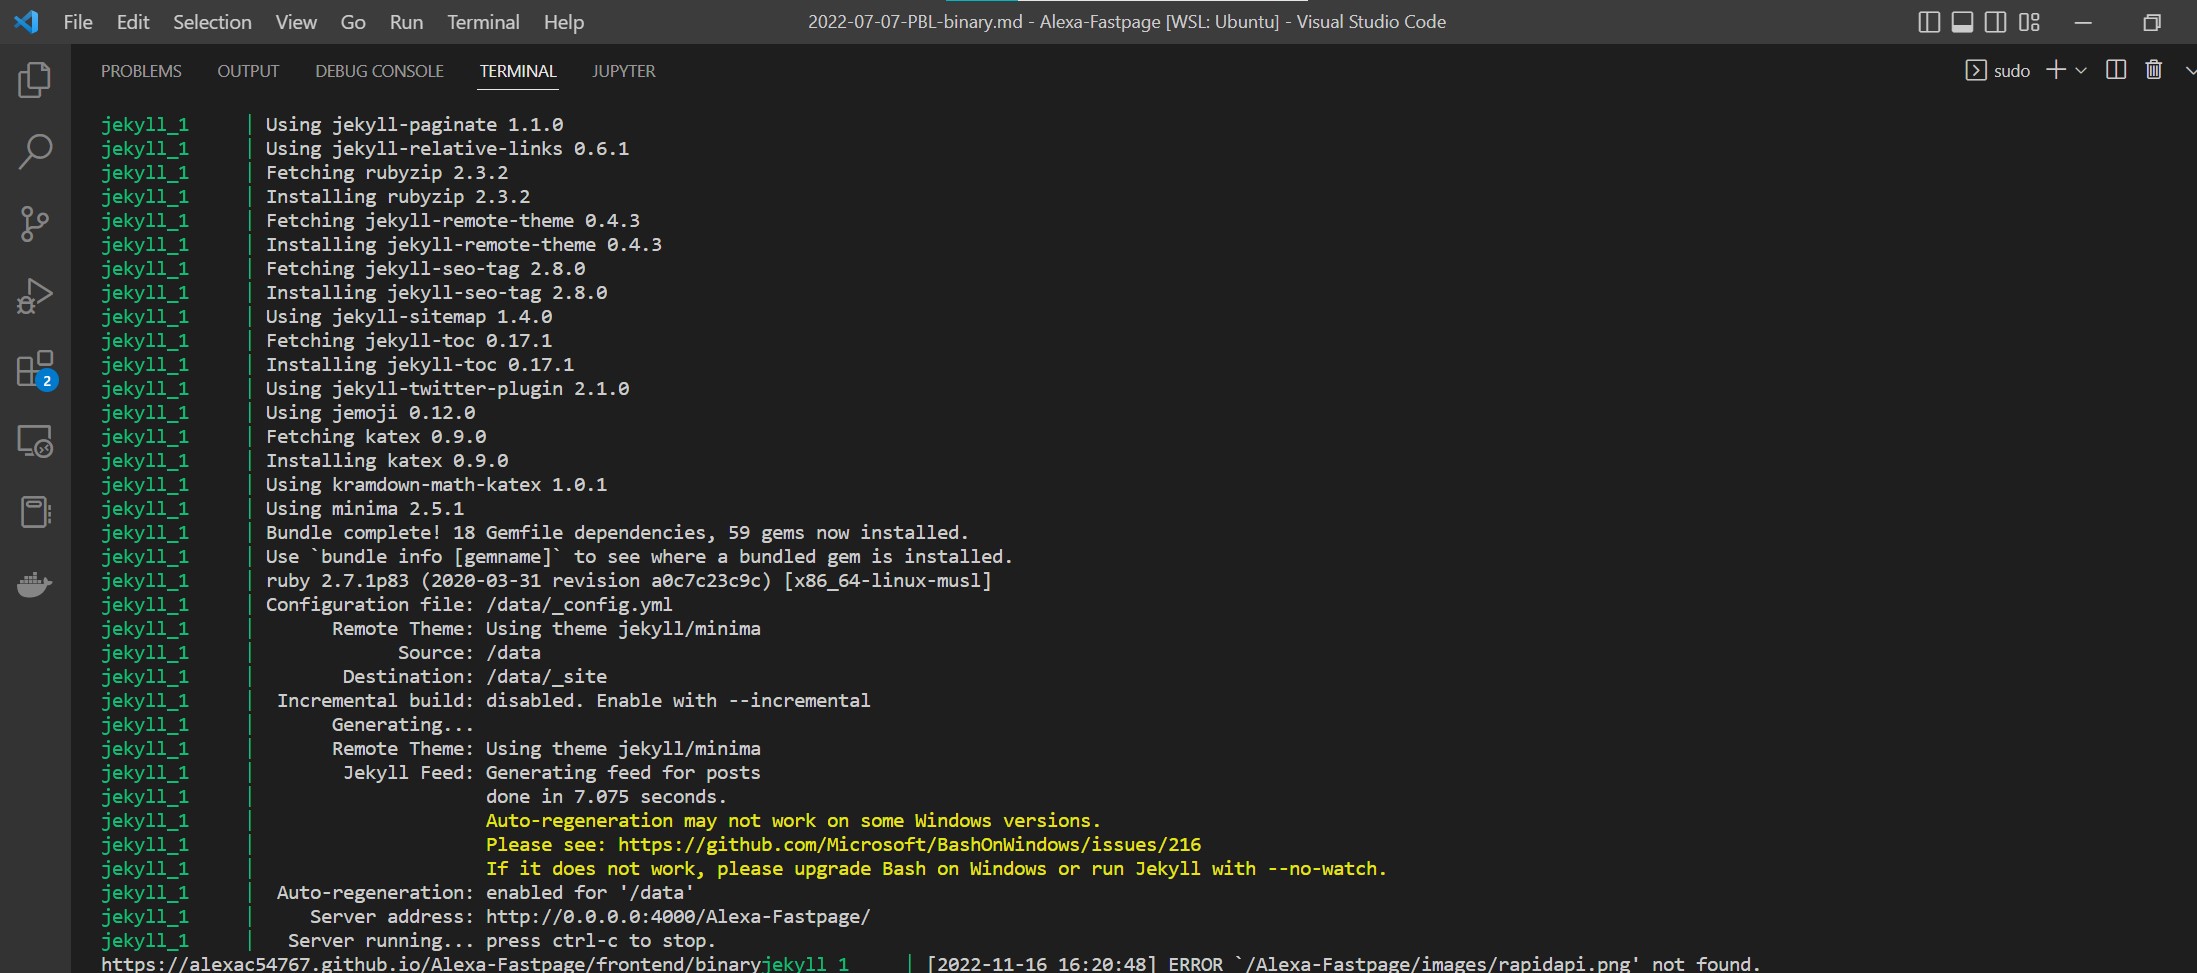 File Edit Selection View Go Run Terminal Help 2022-07-07-PBL-binary.md - Alexa-Fastpage [WSL: Ubuntu] - Visual Studio Code
PROBLEMS OUTPUT DEBUG CONSOLE TERMINAL JUPYTER sudo
jekyll_1 | Using jekyll-paginate 1.1.0
jekyll_1 | Using jekyll-relative-links 0.6.1
jekyll_1 | Fetching rubyzip 2.3.2
jekyll_1 | Installing rubyzip 2.3.2
jekyll_1 | Fetching jekyll-remote-theme 0.4.3
jekyll_1 | Installing jekyll-remote-theme 0.4.3
jekyll_1 | Fetching jekyll-seo-tag 2.8.0
jekyll_1 | Installing jekyll-seo-tag 2.8.0
jekyll_1 | Using jekyll-sitemap 1.4.0
jekyll_1 | Fetching jekyll-toc 0.17.1
jekyll_1 | Installing jekyll-toc 0.17.1
2
jekyll_1 | Using jekyll-twitter-plugin 2.1.0
jekyll_1 | Using jemoji 0.12.0
jekyll_1 | Fetching katex 0.9.0
jekyll_1 | Installing katex 0.9.0
jekyll_1 | Using kramdown-math-katex 1.0.1
jekyll_1 | Using minima 2.5.1
jekyll_1 | Bundle complete! 18 Gemfile dependencies, 59 gems now installed.
jekyll_1 | Use `bundle info [gemname]` to see where a bundled gem is installed.
jekyll_1 | ruby 2.7.1p83 (2020-03-31 revision a0c7c23c9c) [x86_64-linux-musl]
jekyll_1 | Configuration file: /data/_config.yml
jekyll_1 | Remote Theme: Using theme jekyll/minima
jekyll_1 | Source: /data
jekyll_1 | Destination: /data/_site
jekyll_1 | Incremental build: disabled. Enable with --incremental
jekyll_1 | Generating...
jekyll_1 | Remote Theme: Using theme jekyll/minima
jekyll_1 | Jekyll Feed: Generating feed for posts
jekyll_1 | done in 7.075 seconds.
jekyll_1 | Auto-regeneration may not work on some Windows versions.
jekyll_1 | Please see: https://github.com/Microsoft/BashOnWindows/issues/216
jekyll_1 | If it does not work, please upgrade Bash on Windows or run Jekyll with --no-watch.
jekyll_1 | Auto-regeneration: enabled for '/data'
jekyll_1 | Server address: http://0.0.0.0:4000/Alexa-Fastpage/
jekyll_1 | Server running... press ctrl-c to stop.
https://alexac54767.github.io/Alexa-Fastpage/frontend/binaryjekyll_1 | [2022-11-16 16:20:48] ERROR `/Alexa-Fastpage/images/rapidapi.png' not found.